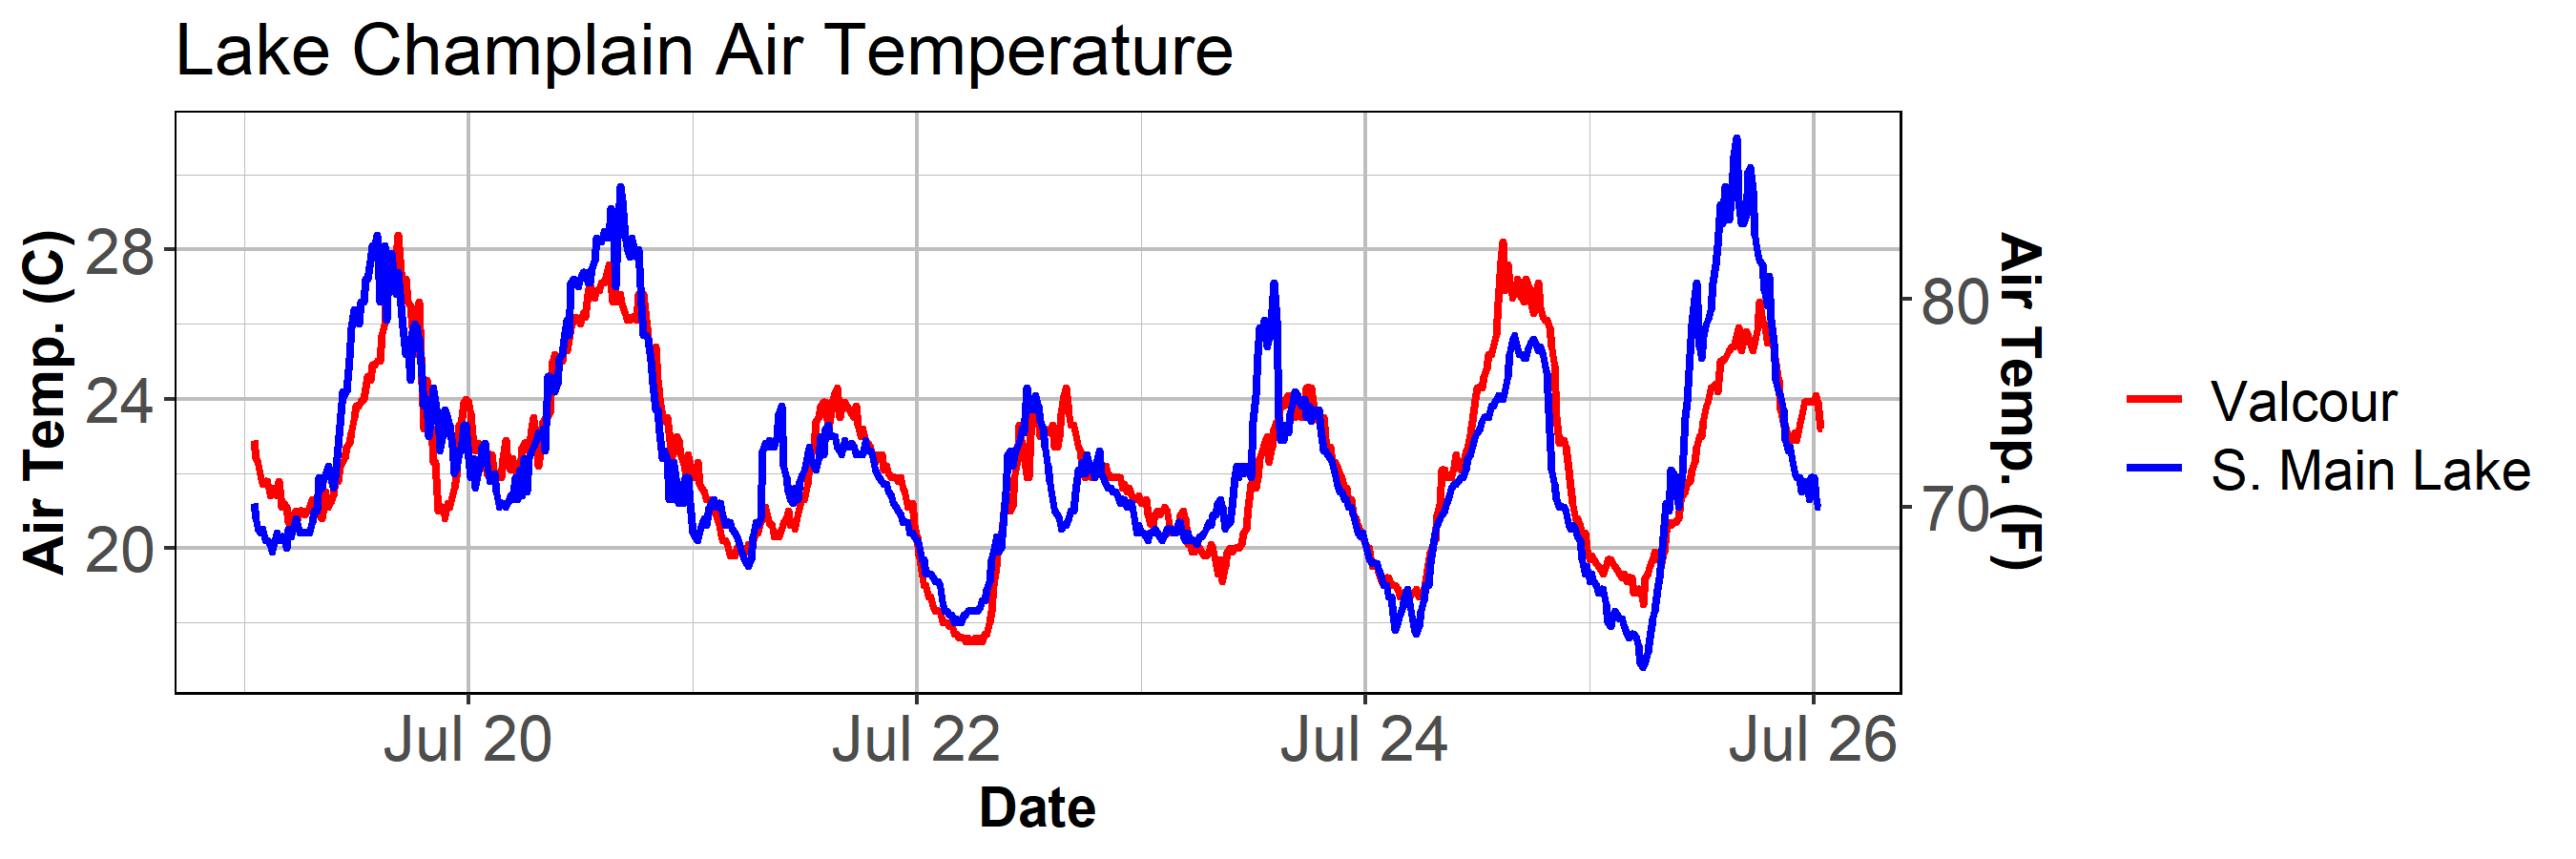 Lake Champlain Air Temperature
Air Temp. (C)
28
24
20
80
70
Air Temp. (F)
Jul 20
Jul 22
Jul 24
Jul 26
Date
Valcour
S. Main Lake